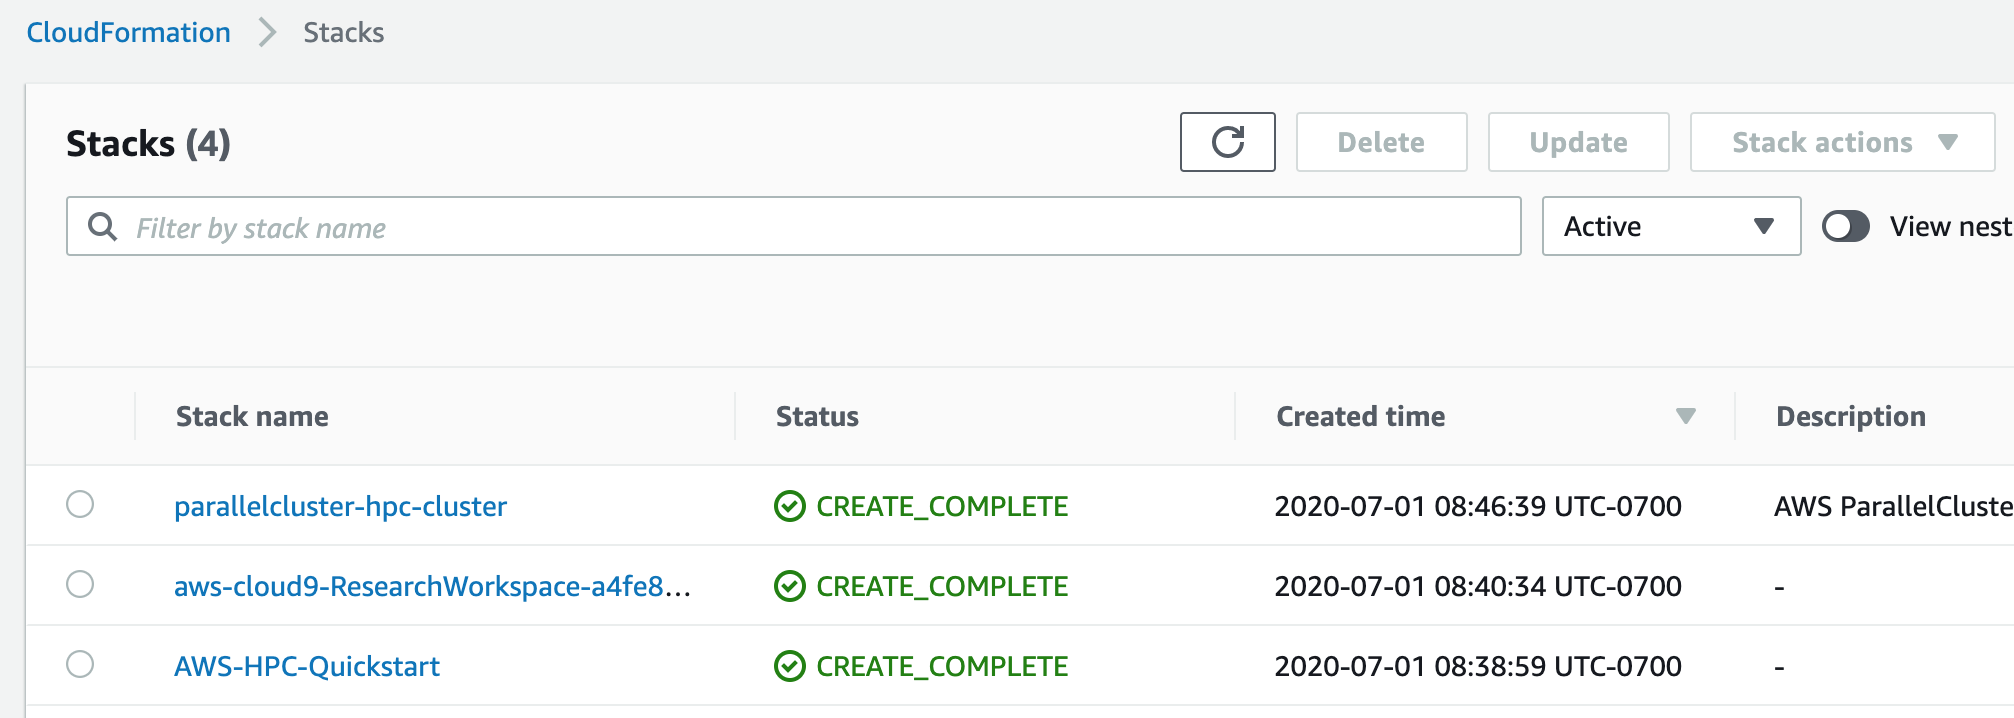 CloudFormation > Stacks
Stacks (4)
Delete
Update
Stack actions
Filter by stack name
Active
View nest
Stack name Status Created time Description
parallelcluster-hpc-cluster CREATE_COMPLETE 2020-07-01 08:46:39 UTC-0700 AWS ParallelCluste
aws-cloud9-ResearchWorkspace-a4fe8... CREATE_COMPLETE 2020-07-01 08:40:34 UTC-0700 -
AWS-HPC-Quickstart CREATE_COMPLETE 2020-07-01 08:38:59 UTC-0700 -